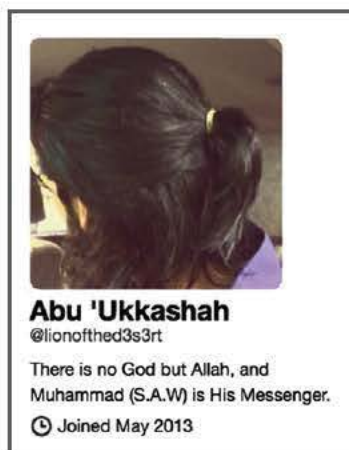 Abu 'Ukkashah
@lionofthed3s3rt
There is no God but Allah, and
Muhammad (S.A.W) is His Messenger.
Joined May 2013